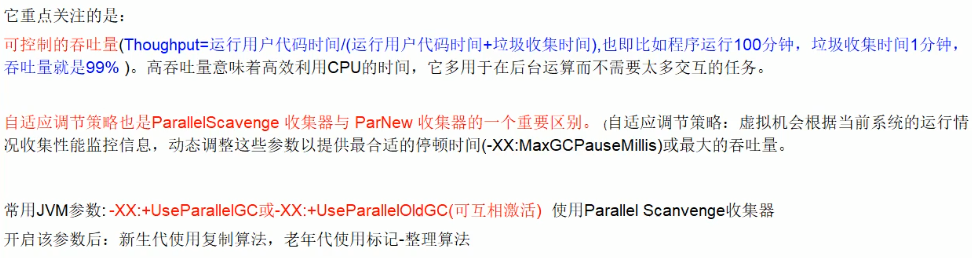 它重点关注的是：
可控制的吞吐量(Thoughput=运行用户代码时间/(运行用户代码时间+垃圾收集时间),也即比如程序运行100分钟，垃圾收集时间1分钟，
吞吐量就是99% )。高吞吐量意味着高效利用CPU的时间，它多用于在后台运算而不需要太多交互的任务。
自适应调节策略也是ParallelScavenge 收集器与 ParNew 收集器的一个重要区别。(自适应调节策略：虚拟机会根据当前系统的运行情
况收集性能监控信息，动态调整这些参数以提供最合适的停顿时间(-XX:MaxGCPauseMillis)或最大的吞吐量。
常用JVM参数: -XX:+UseParallelGC或-XX:+UseParallelOldGC(可互相激活) 使用Parallel Scanvenge收集器
开启该参数后：新生代使用复制算法，老年代使用标记-整理算法